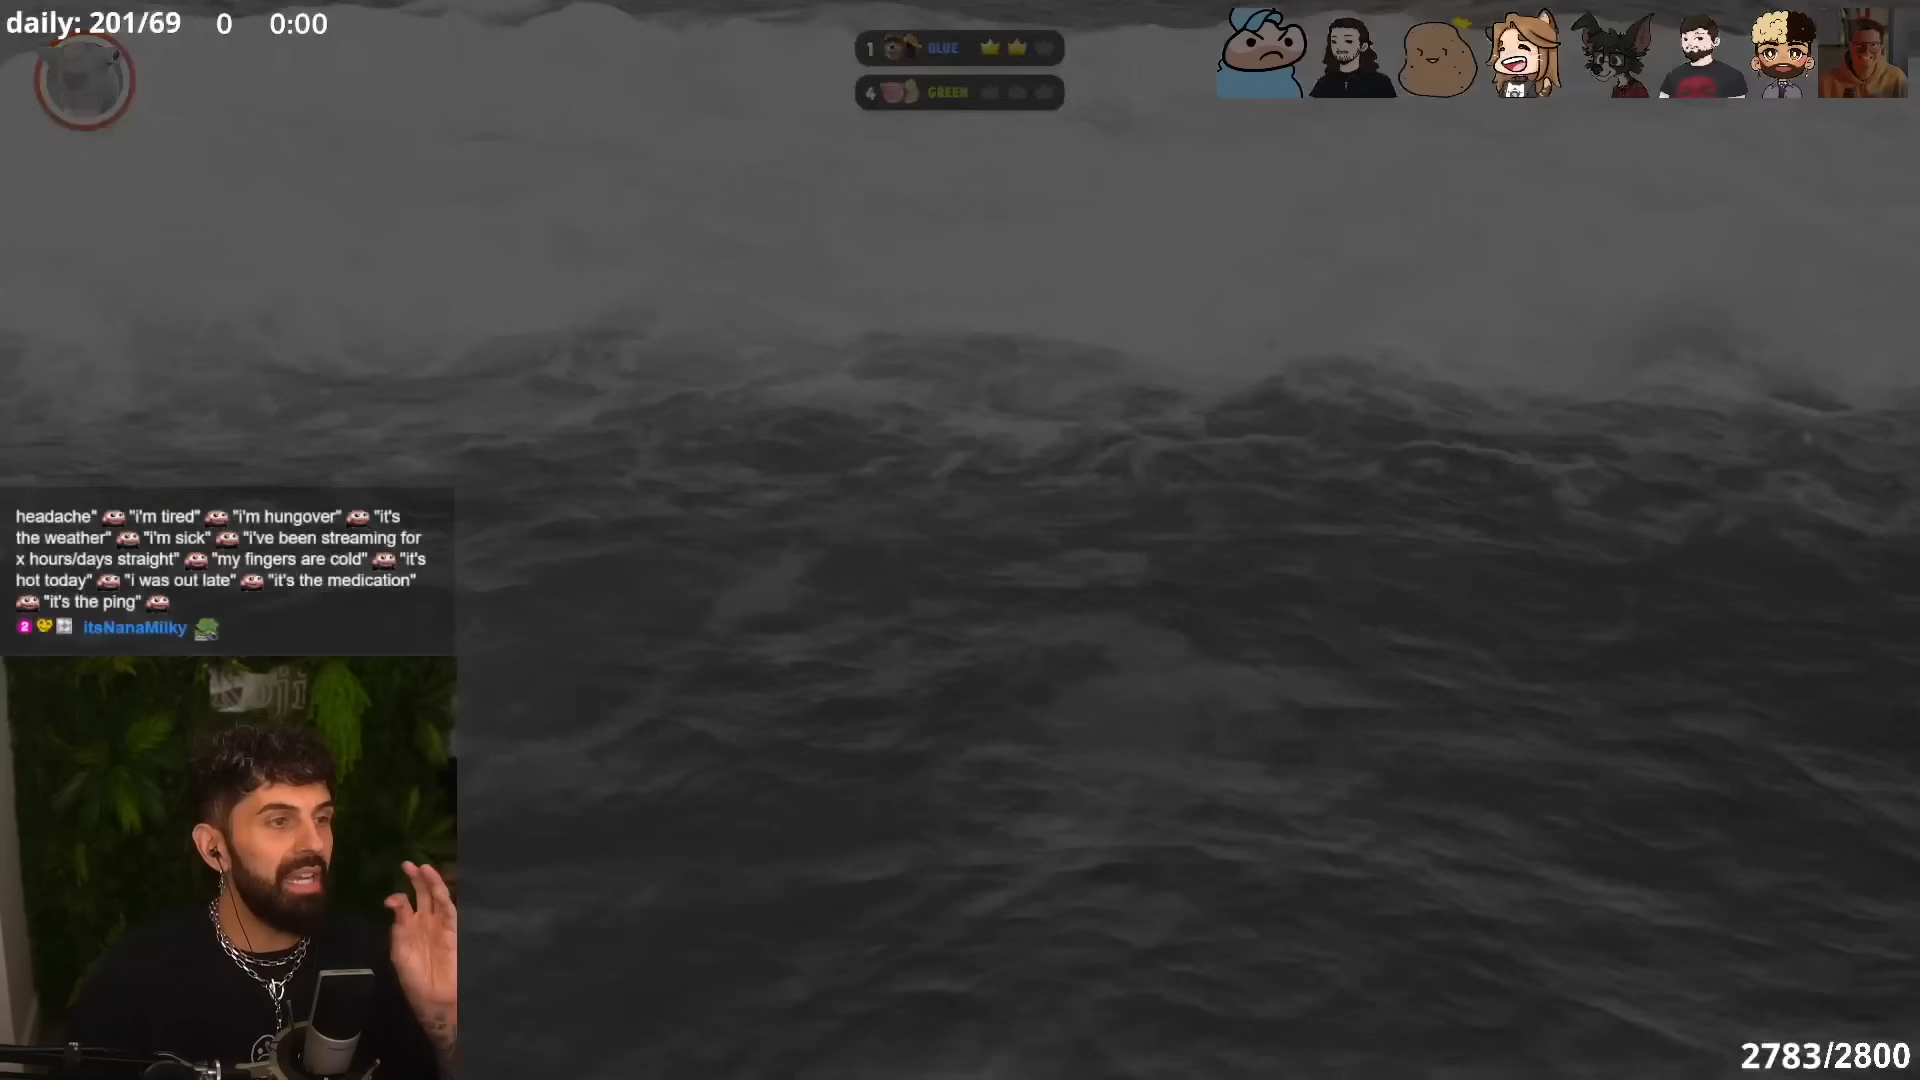 daily: 201/69 0 0:00
1 BLUE
4 GREEN
headache" "i'm tired" "i'm hungover" "it's
the weather" "i'm sick" "i've been streaming for
x hours/days straight" "my fingers are cold" "it's
hot today" "i was out late" "it's the medication"
"it's the ping"
2 itsNanaMilky
2783/2800